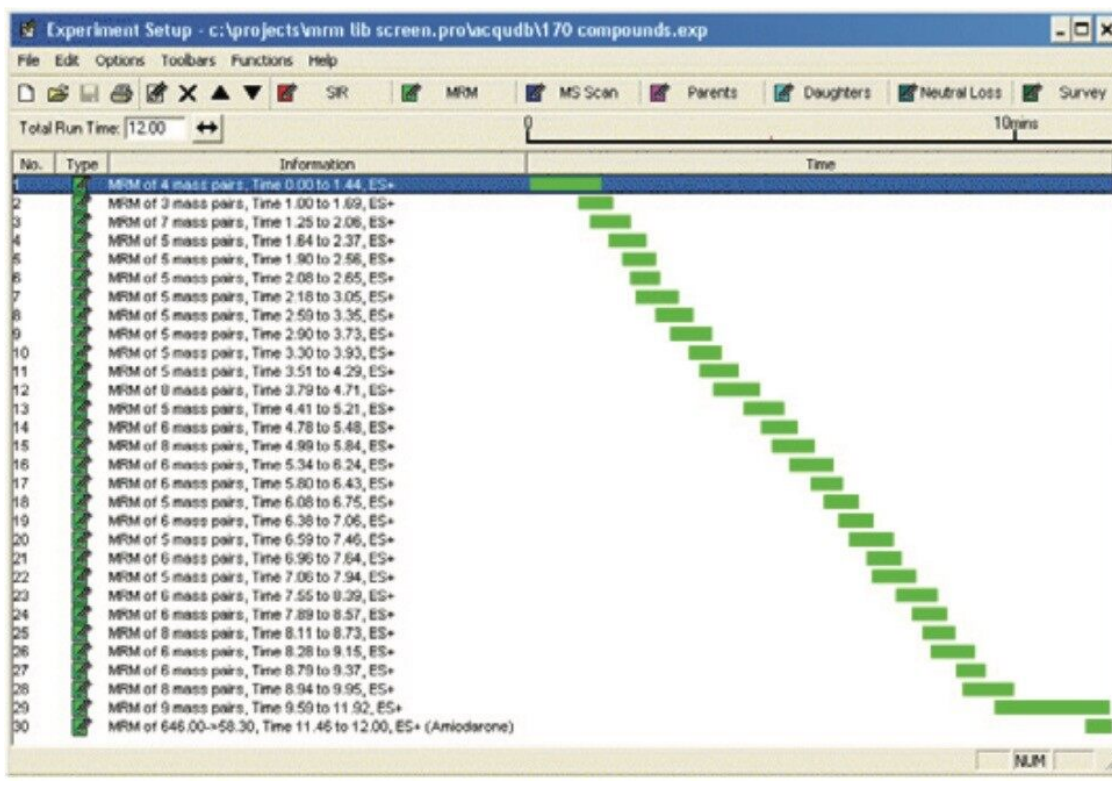 Experiment Setup - c:\projects\mrm lib screen.pro\acqudb\170 compounds.exp
File Edit Options Toolbars Functions Help
SIR MRM MS Scan Parents Daughters Neutral Loss Survey
Total Run Time: 12.00 0 10mins
No. Type Information Time
1 MRM of 4 mass pairs, Time 0.00 to 1.44, ES+
2 MRM of 3 mass pairs, Time 1.00 to 1.69, ES+
3 MRM of 7 mass pairs, Time 1.25 to 2.06, ES+
4 MRM of 5 mass pairs, Time 1.64 to 2.37, ES+
5 MRM of 5 mass pairs, Time 1.90 to 2.56, ES+
6 MRM of 5 mass pairs, Time 2.08 to 2.65, ES+
7 MRM of 5 mass pairs, Time 2.18 to 3.05, ES+
8 MRM of 5 mass pairs, Time 2.59 to 3.35, ES+
9 MRM of 5 mass pairs, Time 2.90 to 3.73, ES+
10 MRM of 5 mass pairs, Time 3.30 to 3.93, ES+
11 MRM of 5 mass pairs, Time 3.51 to 4.29, ES+
12 MRM of 8 mass pairs, Time 3.79 to 4.71, ES+
13 MRM of 5 mass pairs, Time 4.41 to 5.21, ES+
14 MRM of 6 mass pairs, Time 4.78 to 5.48, ES+
15 MRM of 8 mass pairs, Time 4.99 to 5.84, ES+
16 MRM of 6 mass pairs, Time 5.34 to 6.24, ES+
17 MRM of 6 mass pairs, Time 5.80 to 6.43, ES+
18 MRM of 5 mass pairs, Time 6.08 to 6.75, ES+
19 MRM of 6 mass pairs, Time 6.38 to 7.06, ES+
20 MRM of 5 mass pairs, Time 6.59 to 7.46, ES+
21 MRM of 6 mass pairs, Time 6.96 to 7.64, ES+
22 MRM of 5 mass pairs, Time 7.06 to 7.94, ES+
23 MRM of 6 mass pairs, Time 7.55 to 8.39, ES+
24 MRM of 6 mass pairs, Time 7.89 to 8.57, ES+
25 MRM of 8 mass pairs, Time 8.11 to 8.73, ES+
26 MRM of 6 mass pairs, Time 8.28 to 9.15, ES+
27 MRM of 6 mass pairs, Time 8.79 to 9.37, ES+
28 MRM of 8 mass pairs, Time 8.94 to 9.95, ES+
29 MRM of 9 mass pairs, Time 9.59 to 11.92, ES+
30 MRM of 646.00->58.30, Time 11.46 to 12.00, ES+ (Amiodarone)
NUM